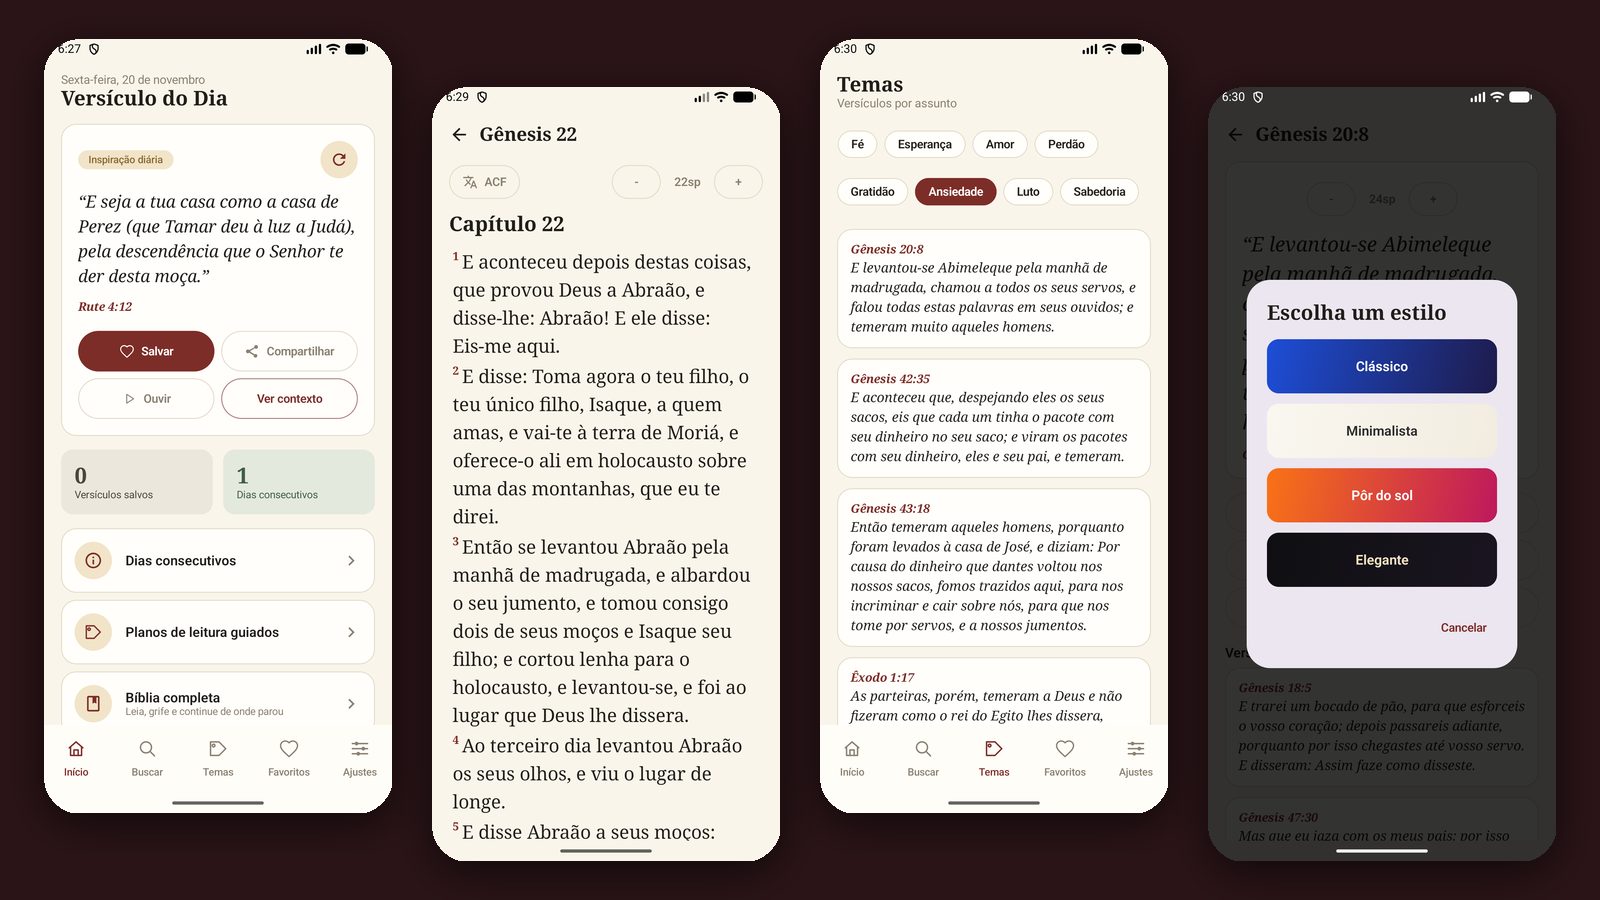 6:27
Sexta-feira, 20 de novembro
Versículo do Dia
Inspiração diária
“E seja a tua casa como a casa de
Perez (que Tamar deu à luz a Judá),
pela descendência que o Senhor te
der desta moça.”
Rute 4:12
Salvar
Compartilhar
Ouvir
Ver contexto
0
Versículos salvos
1
Dias consecutivos
Dias consecutivos
Planos de leitura guiados
Bíblia completa
Leia, grife e continue de onde parou
Início
Buscar
Temas
Favoritos
Ajustes
6:29
Gênesis 22
ACF
-
22sp
+
Capítulo 22
1 E aconteceu depois destas coisas,
que provou Deus a Abraão, e
disse-lhe: Abraão! E ele disse:
Eis-me aqui.
2 E disse: Toma agora o teu filho, o
teu único filho, Isaque, a quem
amas, e vai-te à terra de Moriá, e
oferece-o ali em holocausto sobre
uma das montanhas, que eu te
direi.
3 Então se levantou Abraão pela
manhã de madrugada, e albardou
o seu jumento, e tomou consigo
dois de seus moços e Isaque seu
filho; e cortou lenha para o
holocausto, e levantou-se, e foi ao
lugar que Deus lhe dissera.
4 Ao terceiro dia levantou Abraão
os seus olhos, e viu o lugar de
longe.
5 E disse Abraão a seus moços:
6:30
Temas
Versículos por assunto
Fé
Esperança
Amor
Perdão
Gratidão
Ansiedade
Luto
Sabedoria
Gênesis 20:8
E levantou-se Abimeleque pela manhã de
madrugada, chamou a todos os seus servos, e
falou todas estas palavras em seus ouvidos; e
temeram muito aqueles homens.
Gênesis 42:35
E aconteceu que, despejando eles os seus
sacos, eis que cada um tinha o pacote com
seu dinheiro no seu saco; e viram os pacotes
com seu dinheiro, eles e seu pai, e temeram.
Gênesis 43:18
Então temeram aqueles homens, porquanto
foram levados à casa de José, e diziam: Por
causa do dinheiro que dantes voltou nos
nossos sacos, fomos trazidos aqui, para nos
incriminar e cair sobre nós, para que nos
tome por servos, e a nossos jumentos.
Êxodo 1:17
As parteiras, porém, temeram a Deus e não
fizeram como o rei do Egito lhes dissera,
Início
Buscar
Temas
Favoritos
Ajustes
6:30
Gênesis 20:8
-
24sp
+
“E levantou-se Abimeleque
pela manhã de madrugada,
Escolha um estilo
Clássico
Minimalista
Pôr do sol
Elegante
Cancelar
Gênesis 18:5
E trarei um bocado de pão, para que esforceis
o vosso coração; depois passareis adiante,
porquanto por isso chegastes até vosso servo.
E disseram: Assim faze como disseste.
Gênesis 47:30
Mas que eu jaza com os meus pais; por isso